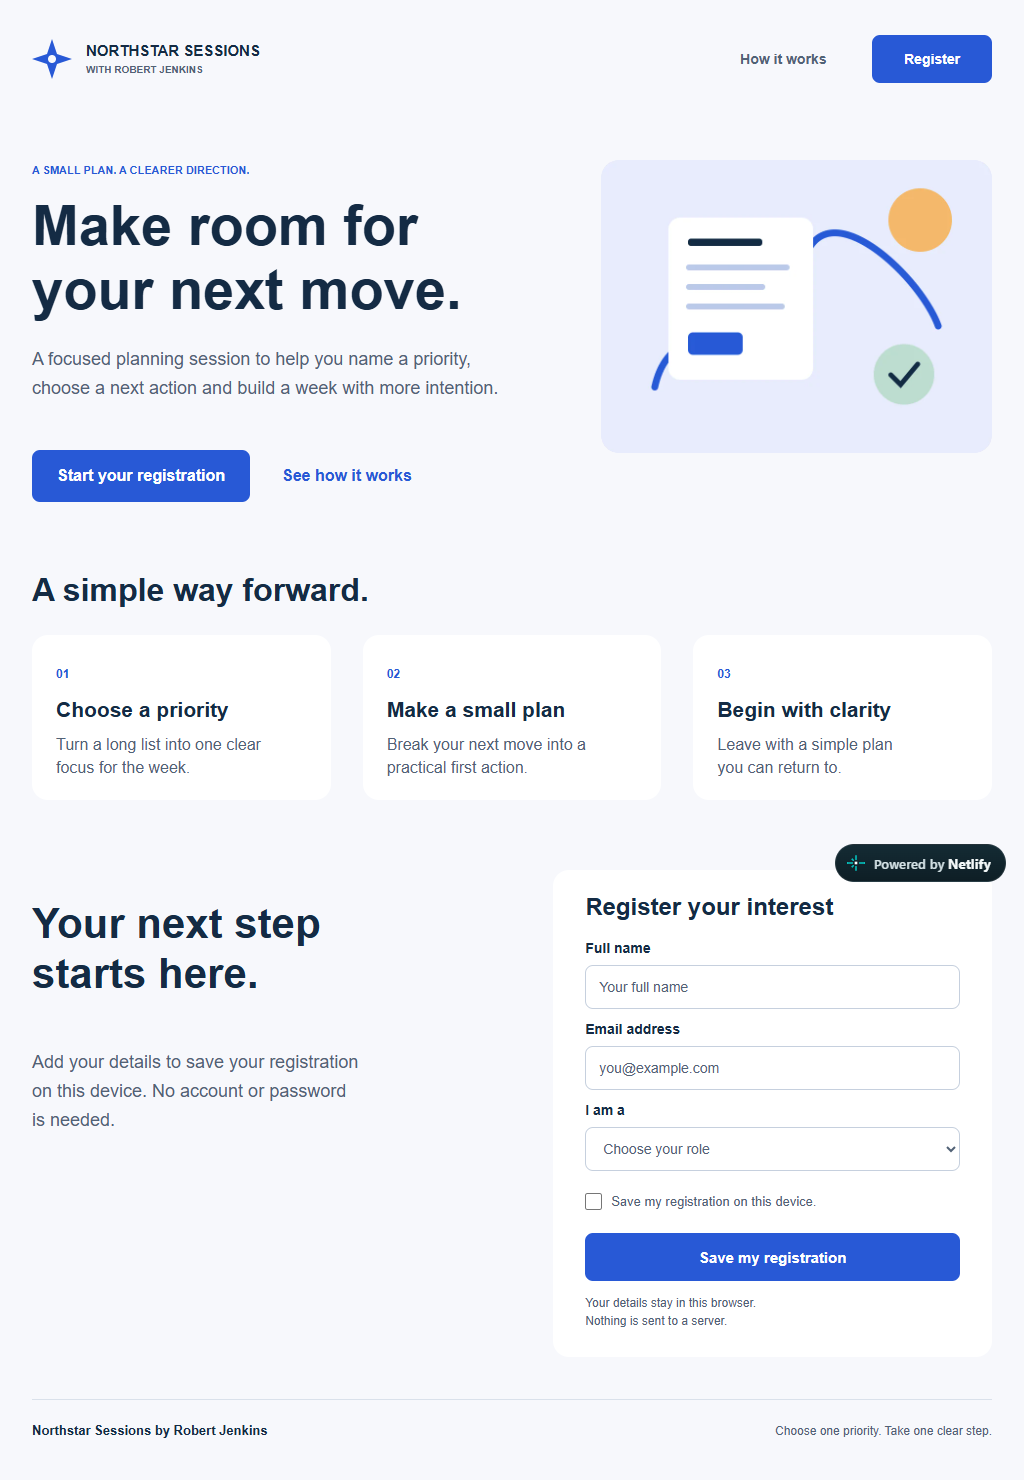 NORTHSTAR SESSIONS
WITH ROBERT JENKINS
How it works
Register
A SMALL PLAN. A CLEARER DIRECTION.
Make room for
your next move.
A focused planning session to help you name a priority,
choose a next action and build a week with more intention.
Start your registration
See how it works
A simple way forward.
01
Choose a priority
Turn a long list into one clear
focus for the week.
02
Make a small plan
Break your next move into a
practical first action.
03
Begin with clarity
Leave with a simple plan
you can return to.
Powered by Netlify
Your next step
starts here.
Add your details to save your registration
on this device. No account or password
is needed.
Register your interest
Full name
Your full name
Email address
you@example.com
I am a
Choose your role
Save my registration on this device.
Save my registration
Your details stay in this browser.
Nothing is sent to a server.
Northstar Sessions by Robert Jenkins
Choose one priority. Take one clear step.